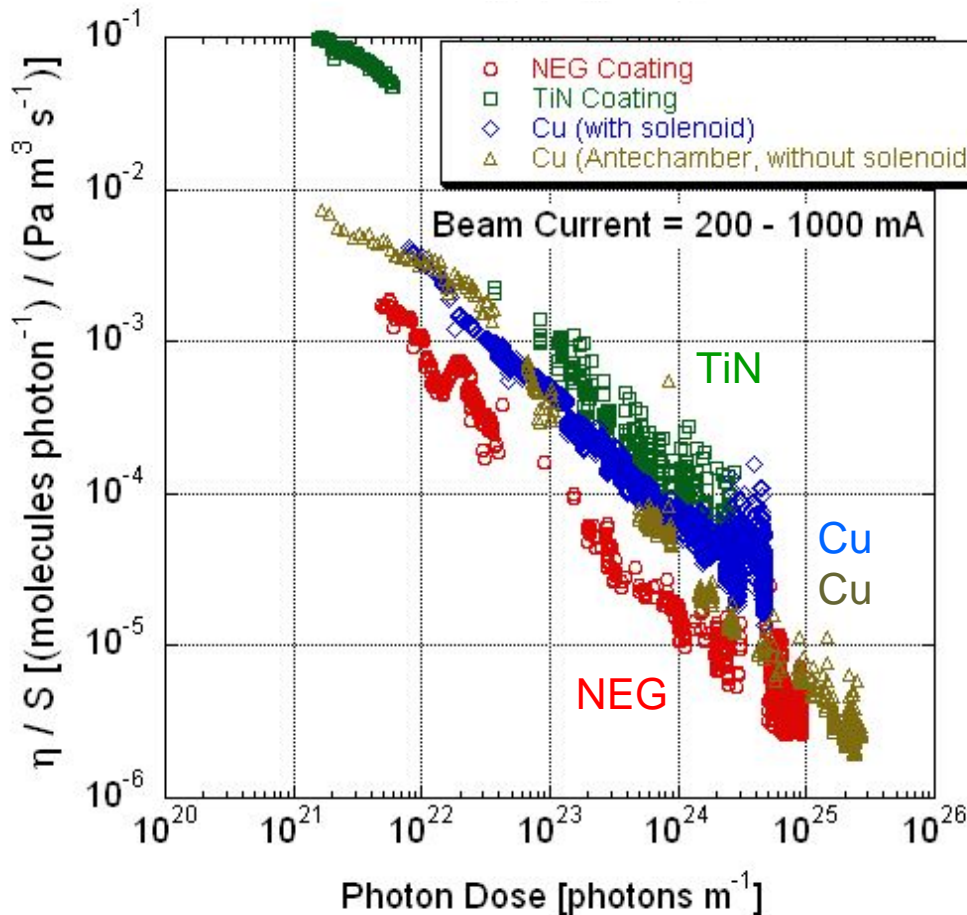 NEG Coating
TiN Coating
Cu (with solenoid)
Cu (Antechamber, without solenoid
Beam Current = 200 - 1000 mA
TiN
Cu
Cu
NEG
η / S [(molecules photon⁻¹) / (Pa m³ s⁻¹)]
10⁻¹
10⁻²
10⁻³
10⁻⁴
10⁻⁵
10⁻⁶
10²⁰ 10²¹ 10²² 10²³ 10²⁴ 10²⁵ 10²⁶
Photon Dose [photons m⁻¹]